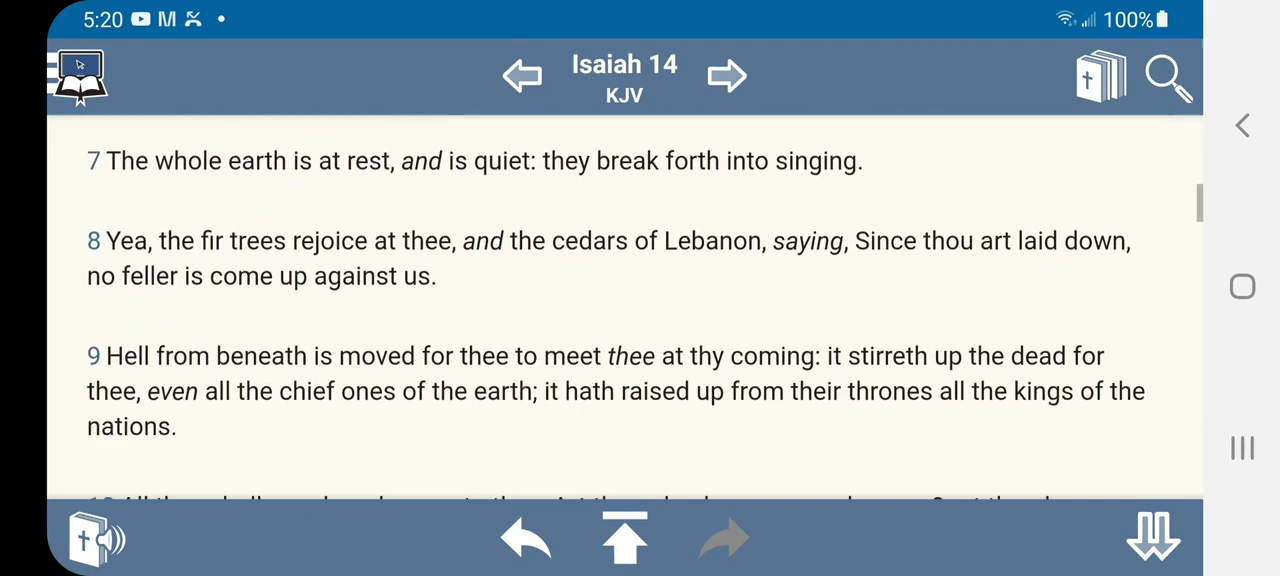 5:20 M 100%
Isaiah 14
KJV
7 The whole earth is at rest, and is quiet: they break forth into singing.
8 Yea, the fir trees rejoice at thee, and the cedars of Lebanon, saying, Since thou art laid down,
no feller is come up against us.
9 Hell from beneath is moved for thee to meet thee at thy coming: it stirreth up the dead for
thee, even all the chief ones of the earth; it hath raised up from their thrones all the kings of the
nations.